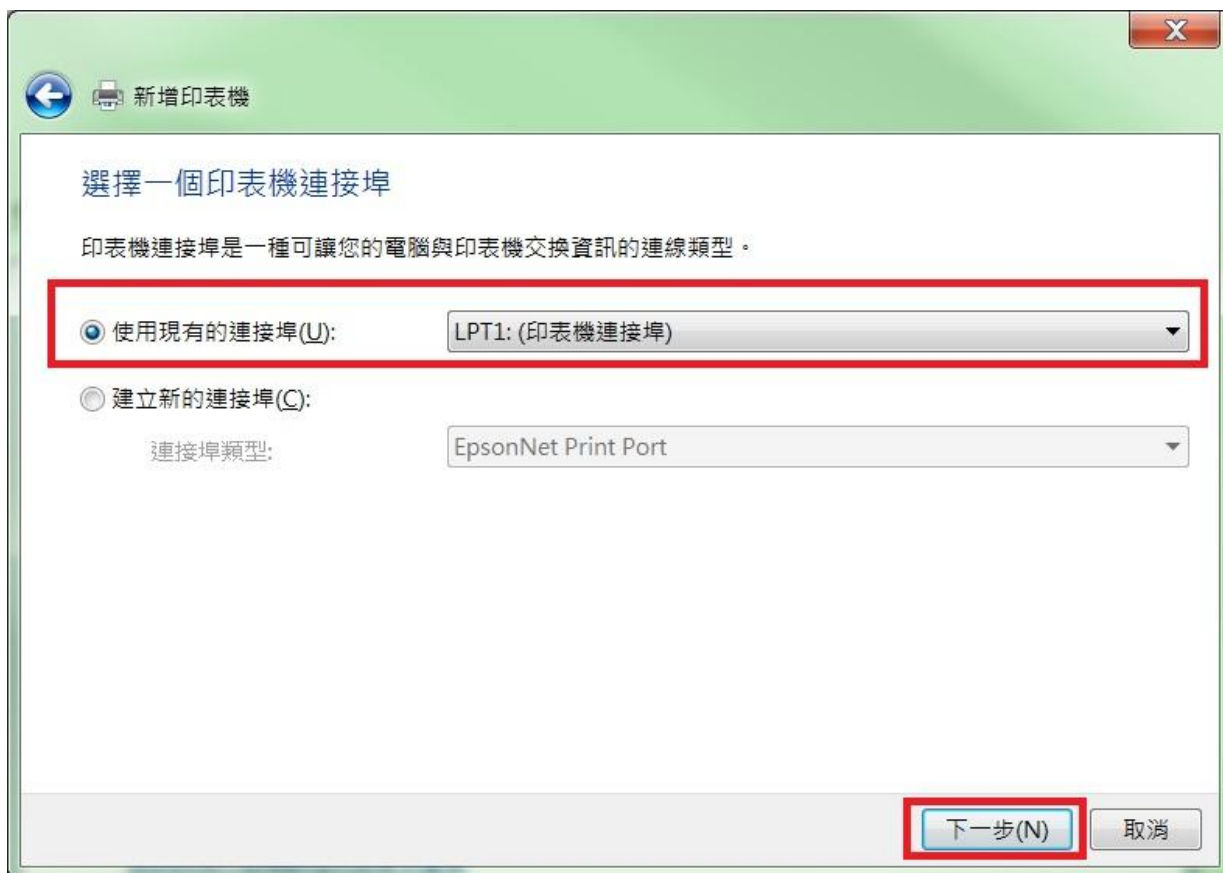 新增印表機
選擇一個印表機連接埠
印表機連接埠是一種可讓您的電腦與印表機交換資訊的連線類型。
使用現有的連接埠(U): LPT1: (印表機連接埠)
建立新的連接埠(C):
連接埠類型: EpsonNet Print Port
下一步(N) 取消